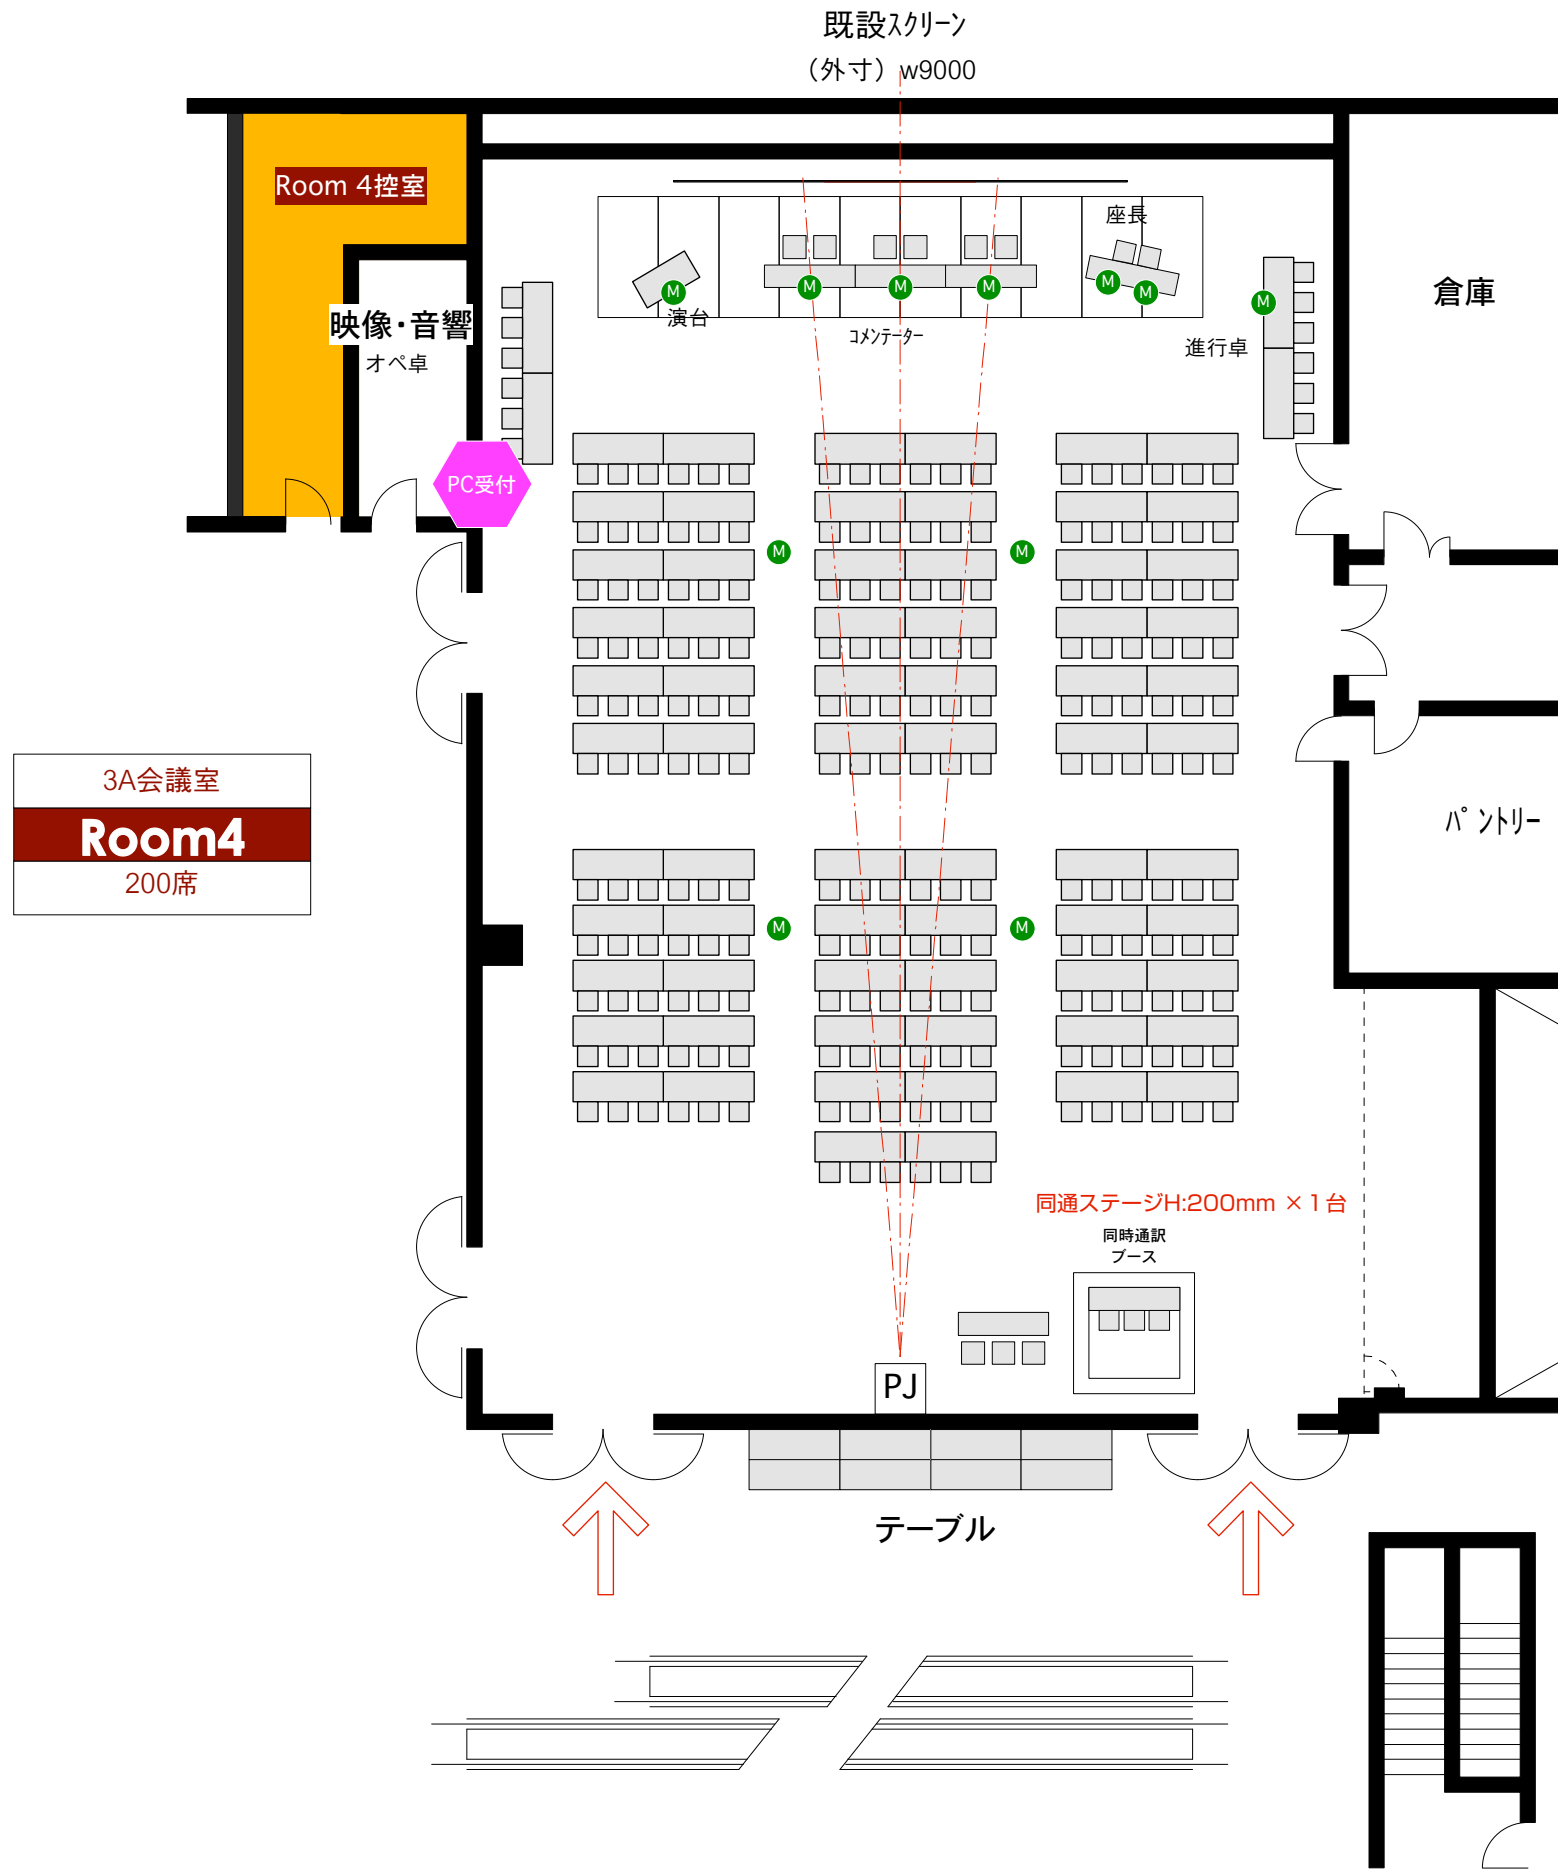 既設ｽｸﾘｰﾝ
（外寸）w9000
Room 4控室
座長
映像・音響
オペ卓
M
演台
M
M
M
M
M
M
ｺﾒﾝﾃｰﾀｰ
進行卓
倉庫
PC受付
M
M
3A会議室
Room4
200席
ﾊﾟﾝﾄﾘｰ
M
M
同通ステージH:200mm ×1台
同時通訳
ブース
PJ
テーブル